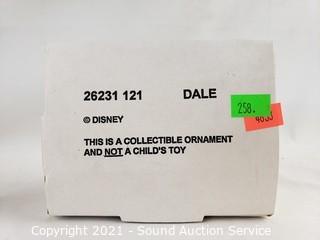 26231 121 DALE
258.
© DISNEY
THIS IS A COLLECTIBLE ORNAMENT
AND NOT A CHILD'S TOY
Copyright 2021 - Sound Auction Service